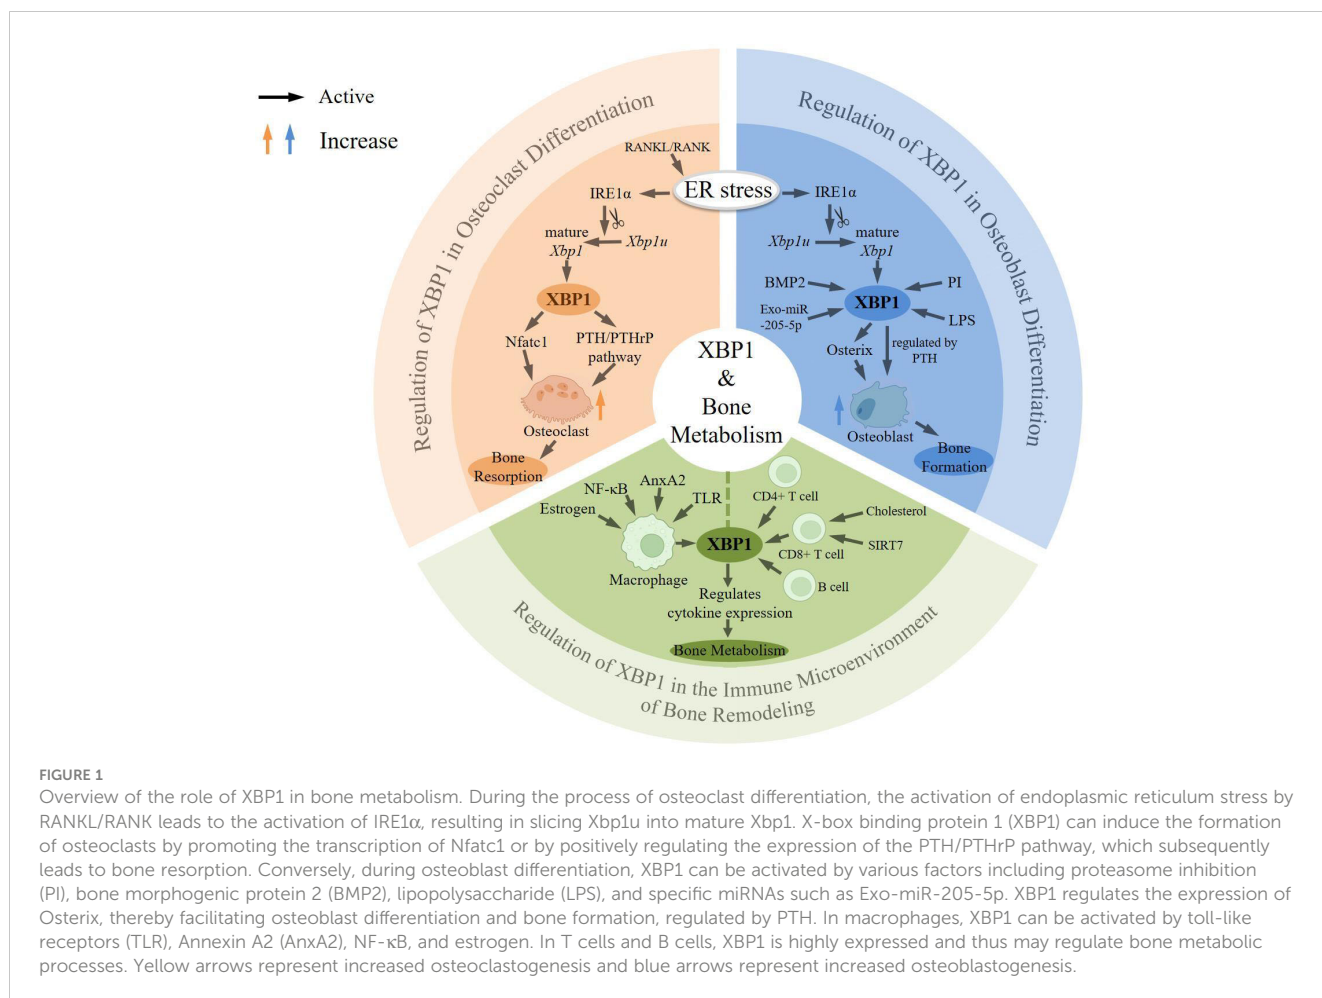 Active
Increase
Regulation of XBP1 in Osteoclast Differentiation
RANKL/RANK
ER stress
IRE1α
mature
Xbp1
Xbp1u
XBP1
Nfatc1
PTH/PTHrP
pathway
Osteoclast
Bone
Resorption
Regulation of XBP1 in Osteoblast Differentiation
IRE1α
Xbp1u
mature
Xbp1
BMP2
PI
XBP1
Exo-miR
-205-5p
LPS
Osterix
regulated by
PTH
Osteoblast
Bone
Formation
XBP1
&
Bone
Metabolism
NF-κB
AnxA2
Estrogen
TLR
CD4+ T cell
Cholesterol
XBP1
CD8+ T cell
SIRT7
Macrophage
B cell
Regulates
cytokine expression
Bone Metabolism
Regulation of XBP1 in the Immune Microenvironment
of Bone Remodeling
FIGURE 1
Overview of the role of XBP1 in bone metabolism. During the process of osteoclast differentiation, the activation of endoplasmic reticulum stress by
RANKL/RANK leads to the activation of IRE1α, resulting in slicing Xbp1u into mature Xbp1. X-box binding protein 1 (XBP1) can induce the formation
of osteoclasts by promoting the transcription of Nfatc1 or by positively regulating the expression of the PTH/PTHrP pathway, which subsequently
leads to bone resorption. Conversely, during osteoblast differentiation, XBP1 can be activated by various factors including proteasome inhibition
(PI), bone morphogenic protein 2 (BMP2), lipopolysaccharide (LPS), and specific miRNAs such as Exo-miR-205-5p. XBP1 regulates the expression of
Osterix, thereby facilitating osteoblast differentiation and bone formation, regulated by PTH. In macrophages, XBP1 can be activated by toll-like
receptors (TLR), Annexin A2 (AnxA2), NF-κB, and estrogen. In T cells and B cells, XBP1 is highly expressed and thus may regulate bone metabolic
processes. Yellow arrows represent increased osteoclastogenesis and blue arrows represent increased osteoblastogenesis.